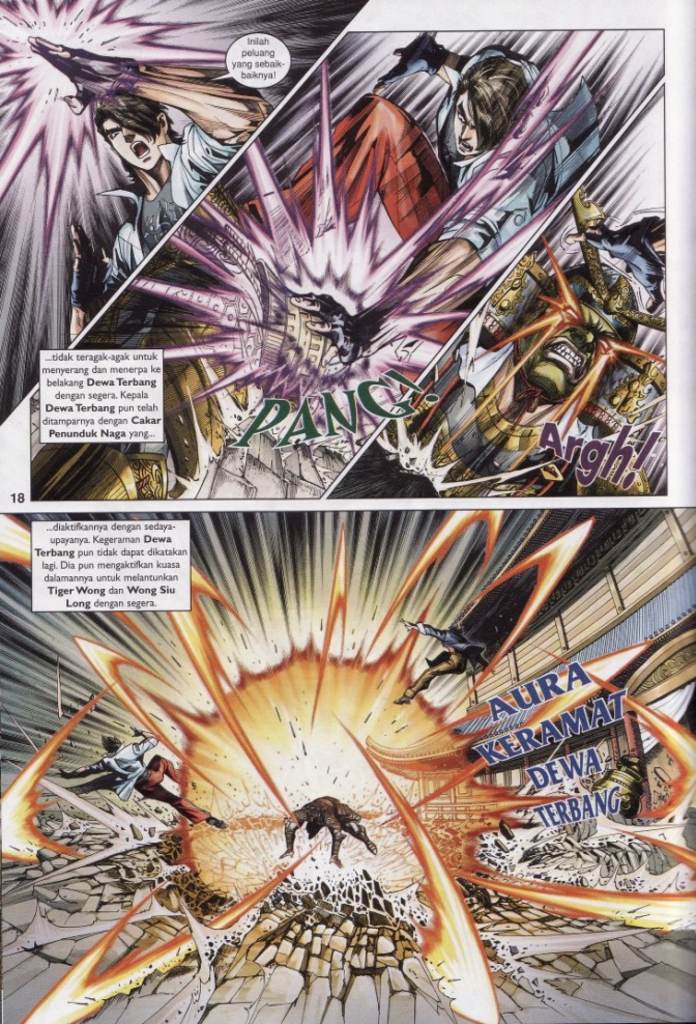 Inilah
peluang
yang sebaik-
baiknya!
...tidak teragak-agak untuk
menyerang dan menerpa ke
belakang Dewa Terbang
dengan segera. Kepala
Dewa Terbang pun telah
ditamparnya dengan Cakar
Penunduk Naga yang...
PANG!
Argh!
18
...diaktifkannya dengan sedaya-
upayanya. Kegeraman Dewa
Terbang pun tidak dapat dikatakan
lagi. Dia pun mengaktifkan kuasa
dalamannya untuk melantunkan
Tiger Wong dan Wong Siu
Long dengan segera.
AURA
KERAMAT
DEWA
TERBANG